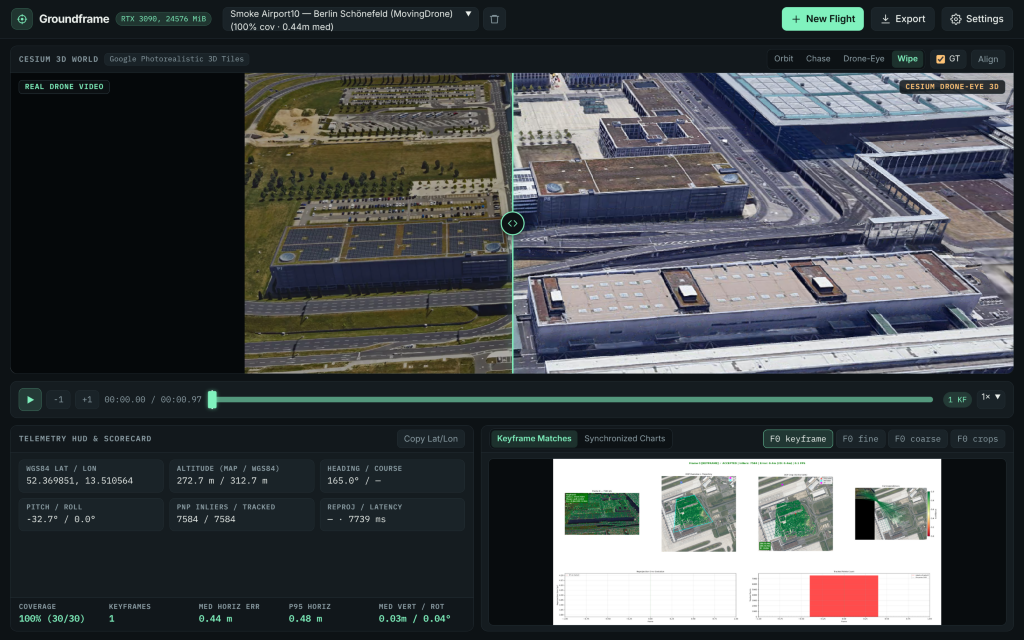 Groundframe
RTX 3090, 24576 MiB
Smoke Airport10 — Berlin Schönefeld (MovingDrone)
(100% cov · 0.44m med)
▼
+ New Flight
Export
Settings
CESIUM 3D WORLD
Google Photorealistic 3D Tiles
Orbit
Chase
Drone-Eye
Wipe
GT
Align
REAL DRONE VIDEO
CESIUM DRONE-EYE 3D
-1
+1
00:00.00 / 00:00.97
1 KF
1× ▼
TELEMETRY HUD & SCORECARD
Copy Lat/Lon
WGS84 LAT / LON
52.369851, 13.510564
ALTITUDE (MAP / WGS84)
272.7 m / 312.7 m
HEADING / COURSE
165.0° / —
PITCH / ROLL
-32.7° / 0.0°
PNP INLIERS / TRACKED
7584 / 7584
REPROJ / LATENCY
— · 7739 ms
COVERAGE
100% (30/30)
KEYFRAMES
1
MED HORIZ ERR
0.44 m
P95 HORIZ
0.48 m
MED VERT / ROT
0.03m / 0.04°
Keyframe Matches
Synchronized Charts
F0 keyframe
F0 fine
F0 coarse
F0 crops